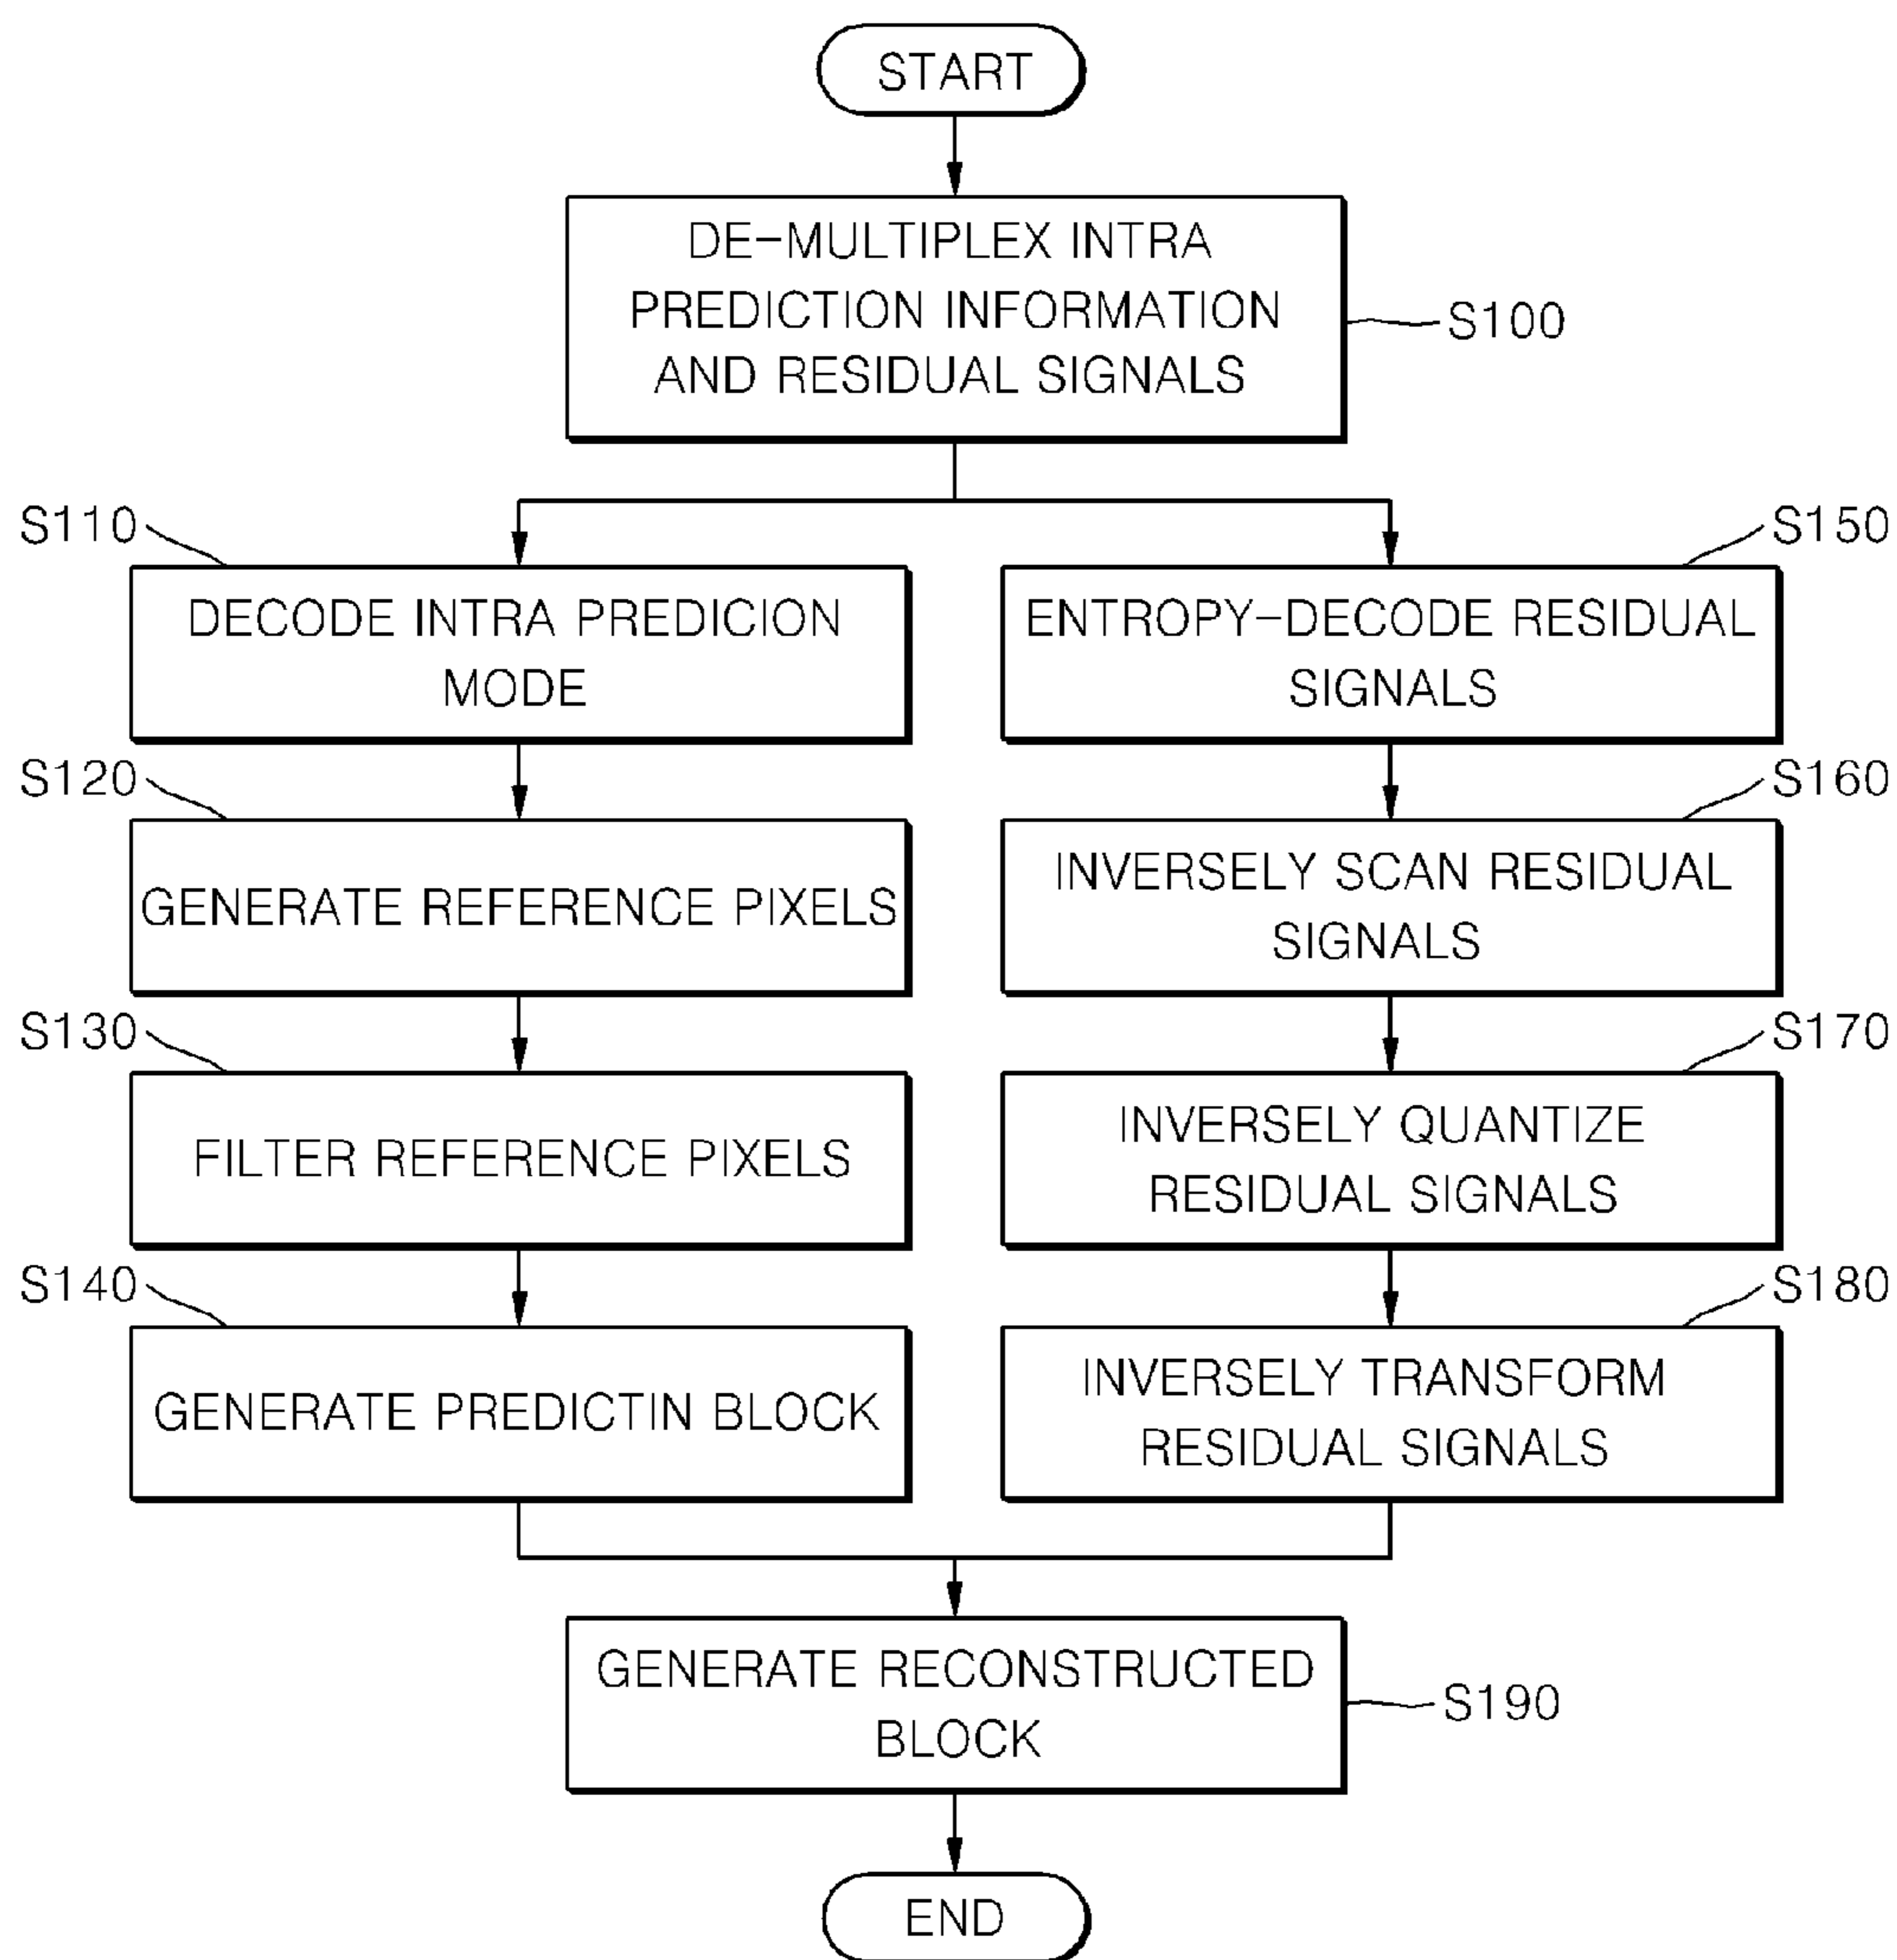 START
DE-MULTIPLEX INTRA
PREDICTION INFORMATION
AND RESIDUAL SIGNALS
S100
S110
DECODE INTRA PREDICION
MODE
S120
GENERATE REFERENCE PIXELS
S130
FILTER REFERENCE PIXELS
S140
GENERATE PREDICTIN BLOCK
S150
ENTROPY-DECODE RESIDUAL
SIGNALS
S160
INVERSELY SCAN RESIDUAL
SIGNALS
S170
INVERSELY QUANTIZE
RESIDUAL SIGNALS
S180
INVERSELY TRANSFORM
RESIDUAL SIGNALS
GENERATE RECONSTRUCTED
BLOCK
S190
END